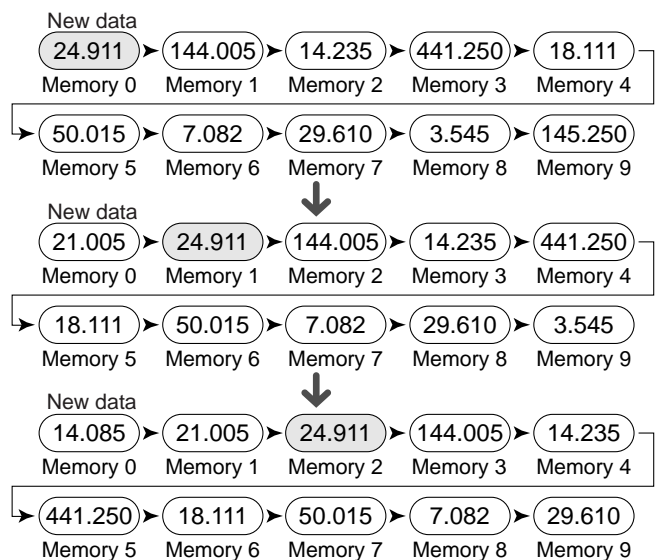 New data
24.911 144.005 14.235 441.250 18.111
Memory 0 Memory 1 Memory 2 Memory 3 Memory 4
50.015 7.082 29.610 3.545 145.250
Memory 5 Memory 6 Memory 7 Memory 8 Memory 9
New data
21.005 24.911 144.005 14.235 441.250
Memory 0 Memory 1 Memory 2 Memory 3 Memory 4
18.111 50.015 7.082 29.610 3.545
Memory 5 Memory 6 Memory 7 Memory 8 Memory 9
New data
14.085 21.005 24.911 144.005 14.235
Memory 0 Memory 1 Memory 2 Memory 3 Memory 4
441.250 18.111 50.015 7.082 29.610
Memory 5 Memory 6 Memory 7 Memory 8 Memory 9